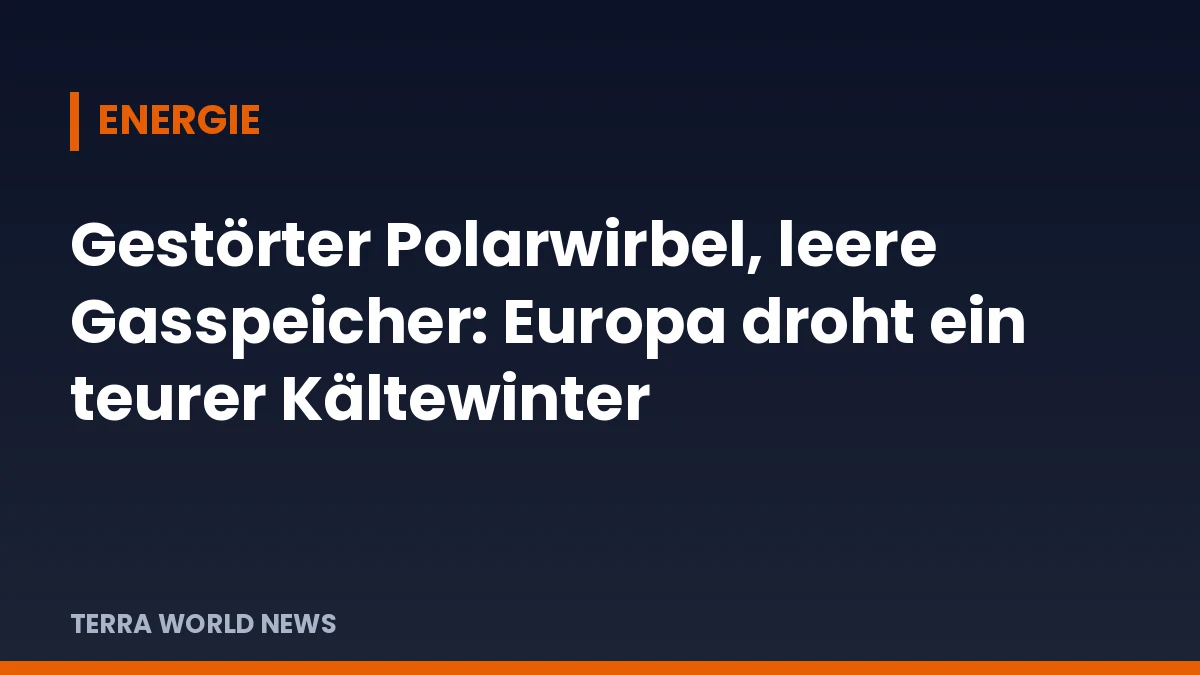 ENERGIE
Gestörter Polarwirbel, leere
Gasspeicher: Europa droht ein
teurer Kältewinter
TERRA WORLD NEWS